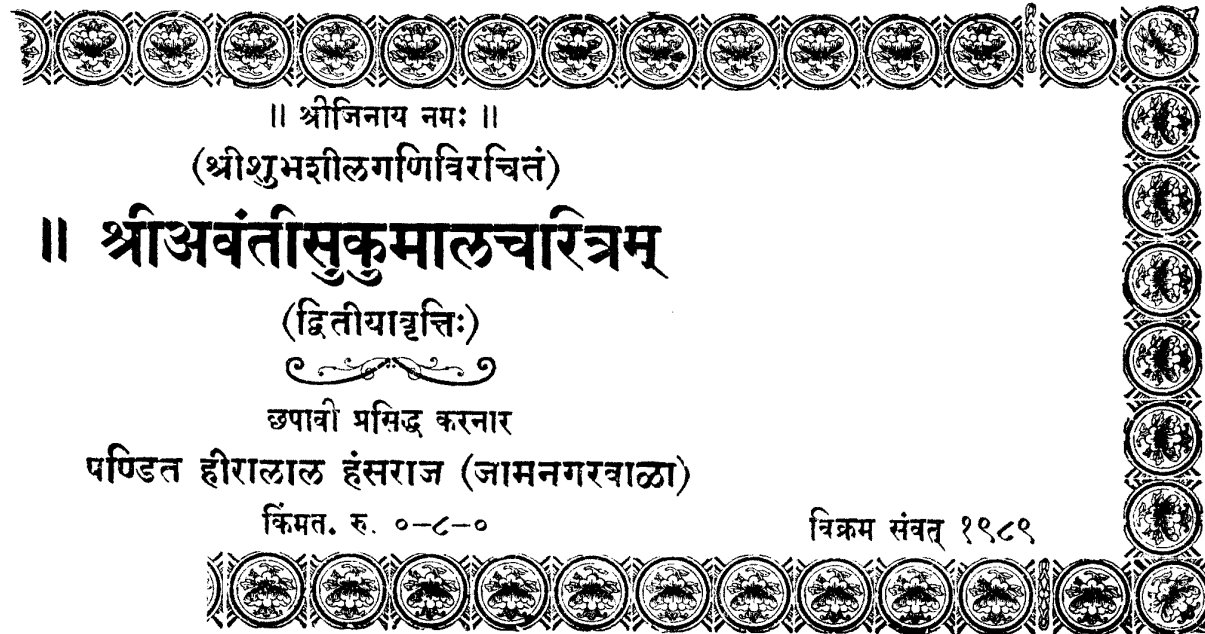 ॥ श्रीजिनाय नमः ॥
(श्रीशुभशीलगणिविरचितं)
॥ श्रीअवंतीसुकुमालचरित्रम्
(द्वितीयावृत्तिः)
छपावी प्रसिद्ध करनार
पण्डित हीरालाल हंसराज (जामनगरवाळा)
किंमत. रु. ०-८-० विक्रम संवत् १९८९